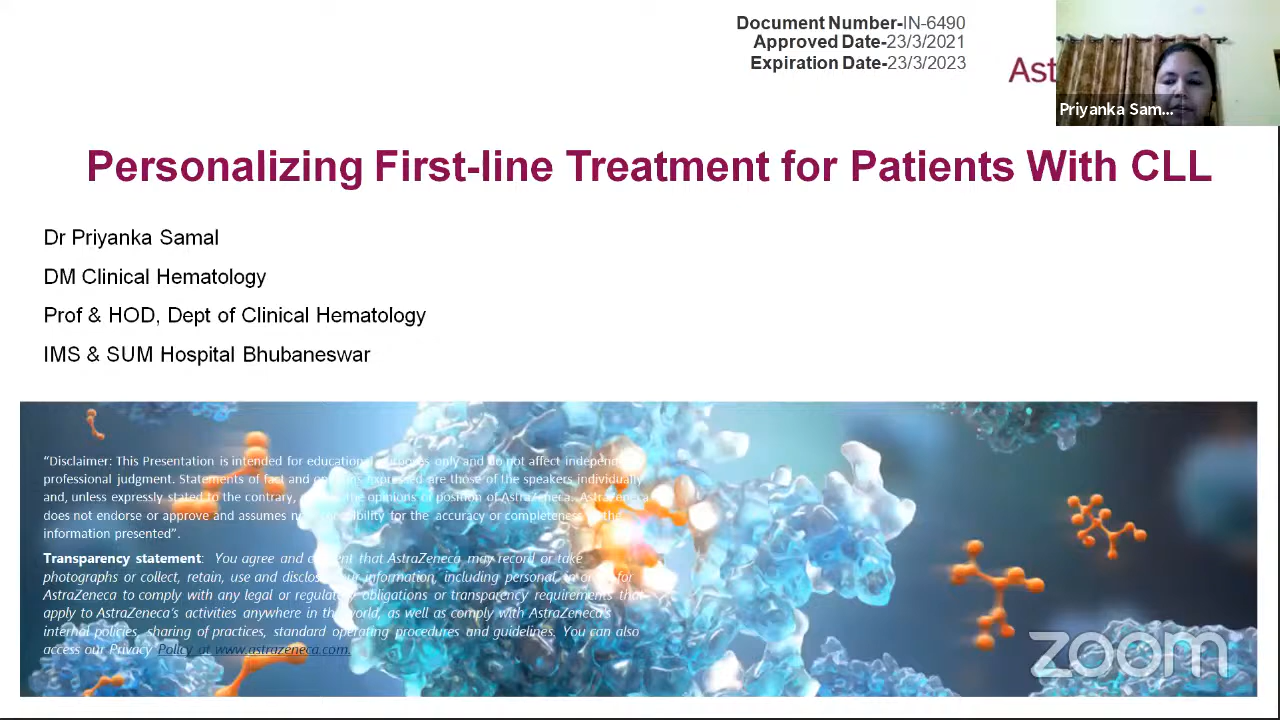 Document Number-IN-6490
Approved Date-23/3/2021
Expiration Date-23/3/2023
Ast
Priyanka Sam...
Personalizing First-line Treatment for Patients With CLL
Dr Priyanka Samal
DM Clinical Hematology
Prof & HOD, Dept of Clinical Hematology
IMS & SUM Hospital Bhubaneswar
“Disclaimer: This Presentation is intended for educational purposes only and do not affect independent
professional judgment. Statements of fact and opinions expressed are those of the speakers individually
and, unless expressly stated to the contrary, the opinions or position of AstraZeneca. AstraZeneca
does not endorse or approve and assumes no responsibility for the accuracy or completeness the
information presented”.
Transparency statement: You agree and consent that AstraZeneca may record or take
photographs or collect, retain, use and disclose your information, including personal, in order for
AstraZeneca to comply with any legal or regulatory obligations or transparency requirements that
apply to AstraZeneca's activities anywhere in the world, as well as comply with AstraZeneca's
internal policies, sharing of practices, standard operating procedures and guidelines. You can also
access our Privacy Policy at www.astrazeneca.com.
zoom